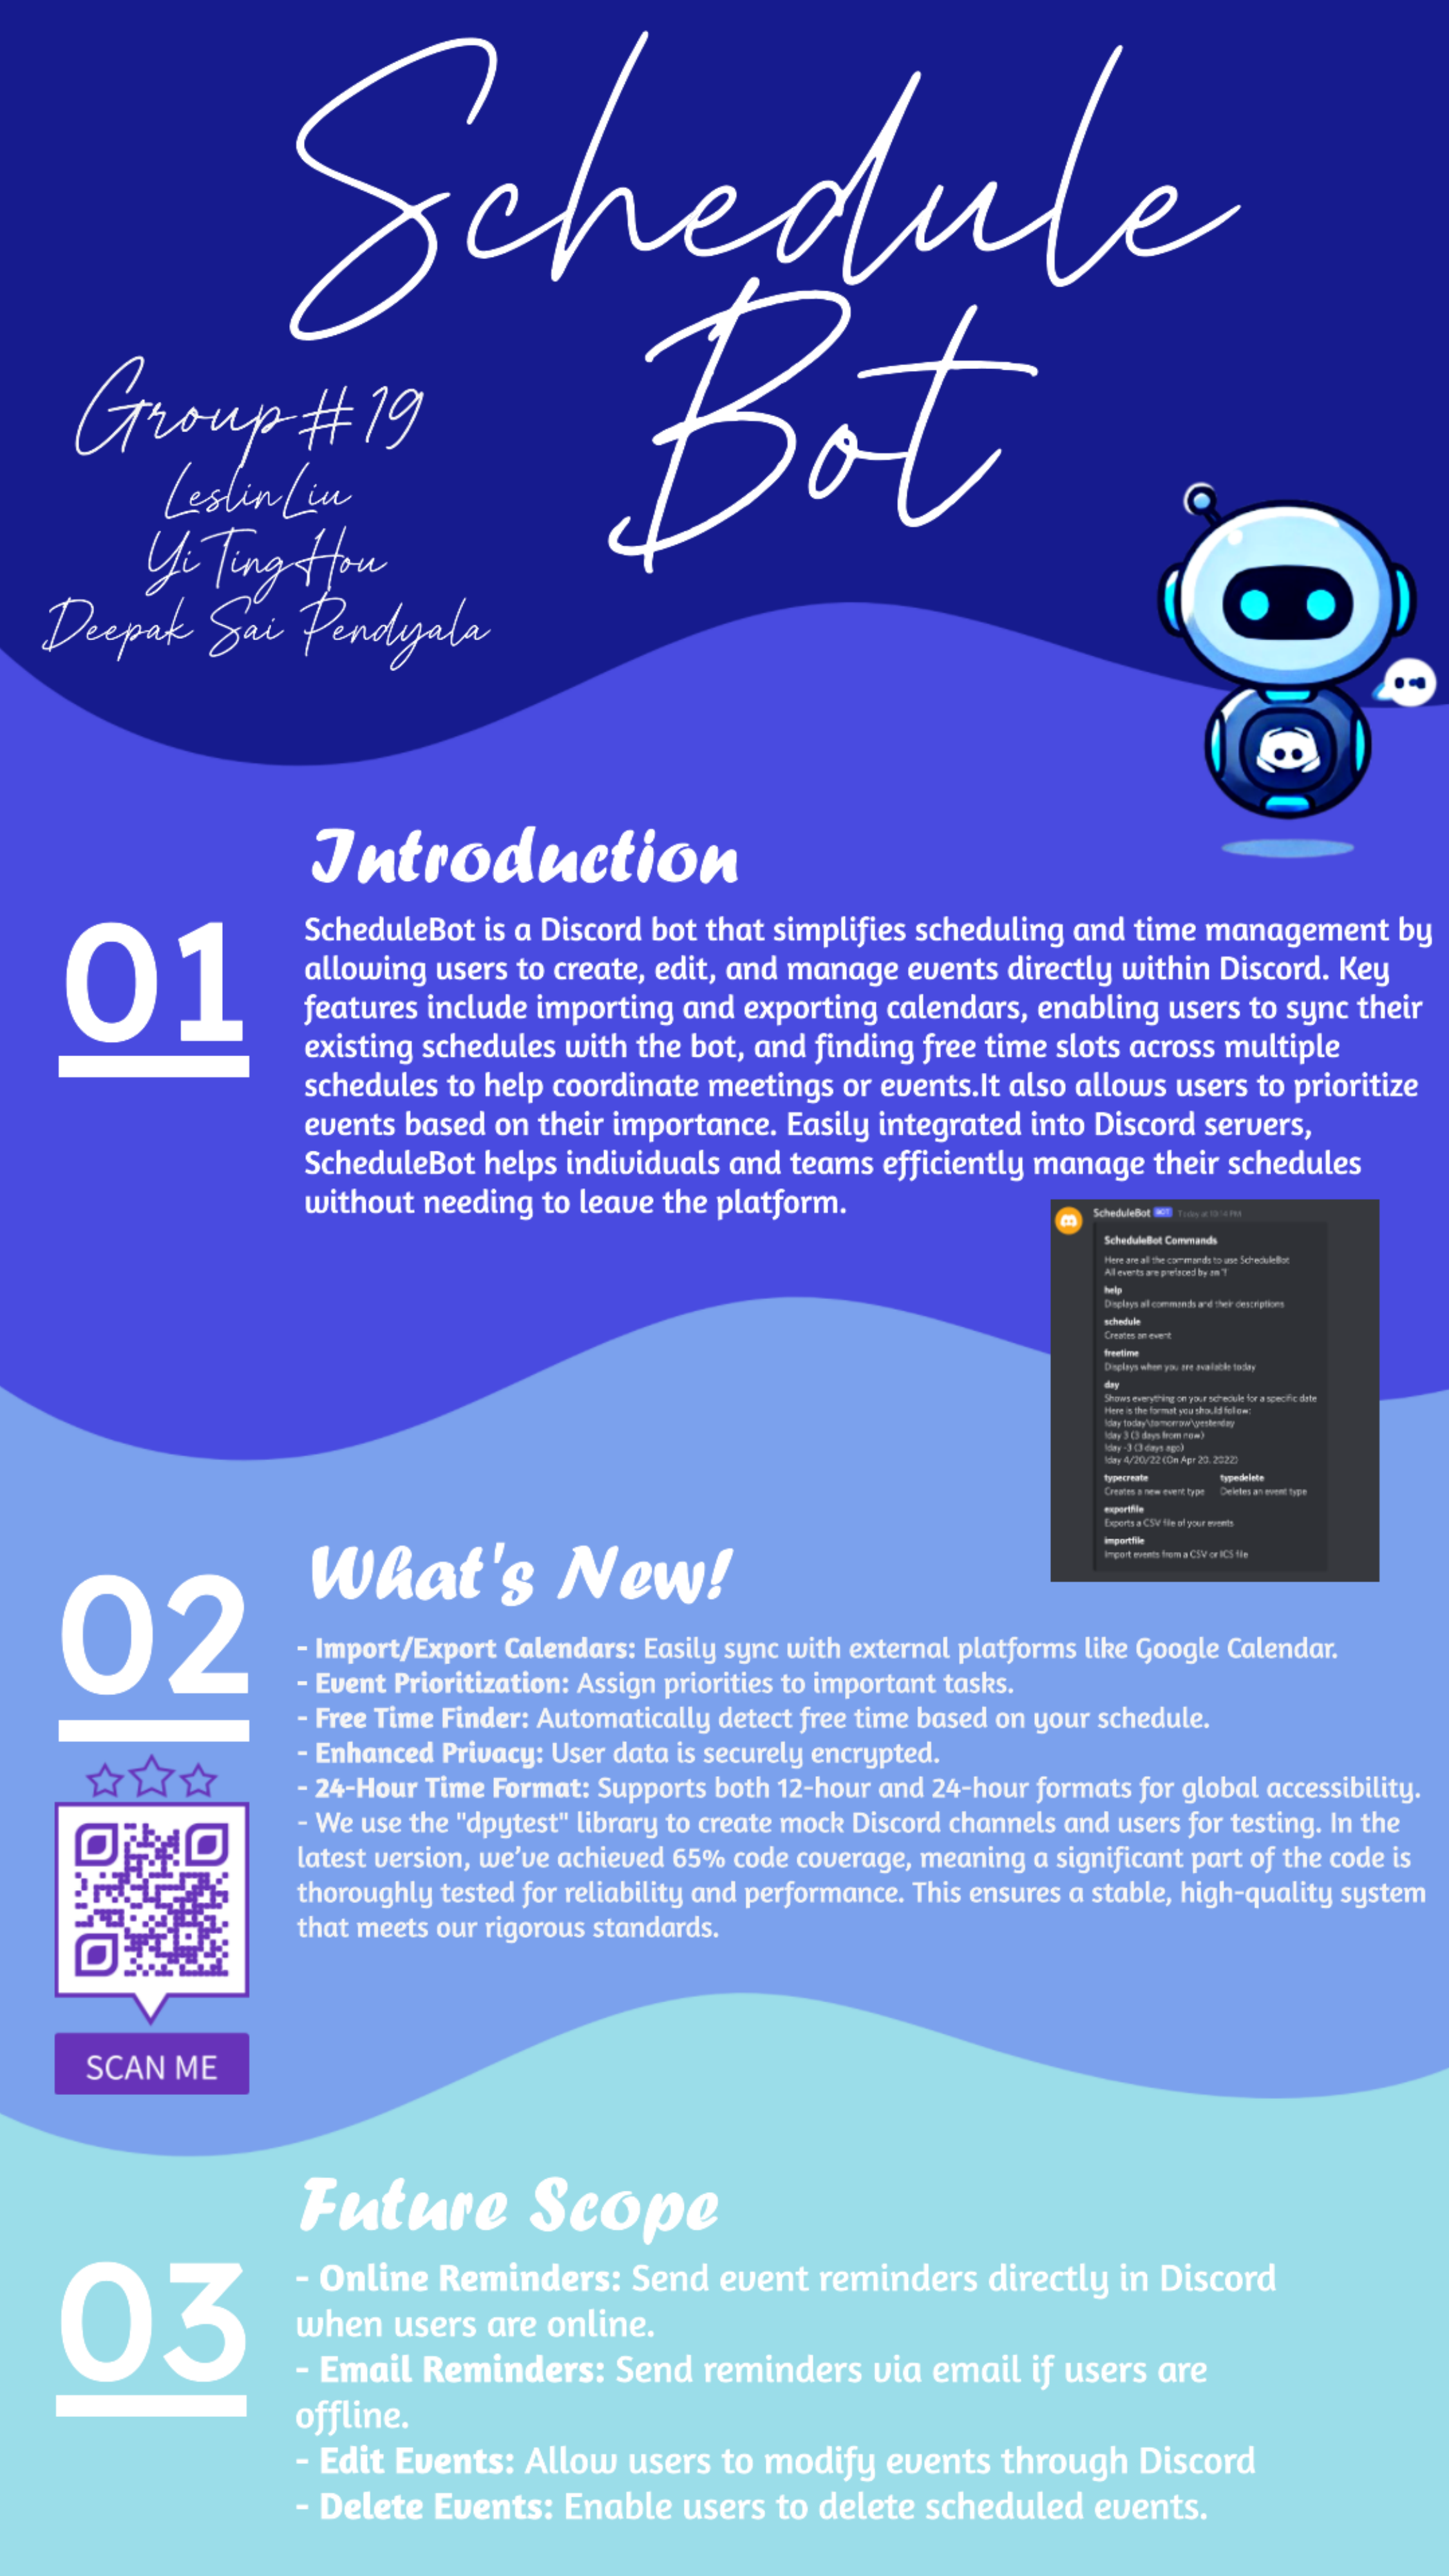 Schedule
Bot
Group#19
Leslin Liu
Yi Ting Hou
Deepak Sai Pendyala
01
Introduction
ScheduleBot is a Discord bot that simplifies scheduling and time management by
allowing users to create, edit, and manage events directly within Discord. Key
features include importing and exporting calendars, enabling users to sync their
existing schedules with the bot, and finding free time slots across multiple
schedules to help coordinate meetings or events.It also allows users to prioritize
events based on their importance. Easily integrated into Discord servers,
ScheduleBot helps individuals and teams efficiently manage their schedules
without needing to leave the platform.
ScheduleBot BOT Today at 10:14 PM
ScheduleBot Commands
Here are all the commands to use ScheduleBot
All events are prefaced by an '!'
help
Displays all commands and their descriptions
schedule
Creates an event
freetime
Displays when you are available today
day
Shows everything on your schedule for a specific date
Here is the format you should follow:
!day today\tomorrow\yesterday
!day 3 (3 days from now)
!day -3 (3 days ago)
!day 4/20/22 (On Apr 20, 2022)
typecreate typedelete
Creates a new event type Deletes an event type
exportfile
Exports a CSV file of your events
importfile
Import events from a CSV or ICS file
02
What's New!
- Import/Export Calendars: Easily sync with external platforms like Google Calendar.
- Event Prioritization: Assign priorities to important tasks.
- Free Time Finder: Automatically detect free time based on your schedule.
- Enhanced Privacy: User data is securely encrypted.
- 24-Hour Time Format: Supports both 12-hour and 24-hour formats for global accessibility.
- We use the "dpytest" library to create mock Discord channels and users for testing. In the
latest version, we've achieved 65% code coverage, meaning a significant part of the code is
thoroughly tested for reliability and performance. This ensures a stable, high-quality system
that meets our rigorous standards.
SCAN ME
03
Future Scope
- Online Reminders: Send event reminders directly in Discord
when users are online.
- Email Reminders: Send reminders via email if users are
offline.
- Edit Events: Allow users to modify events through Discord
- Delete Events: Enable users to delete scheduled events.